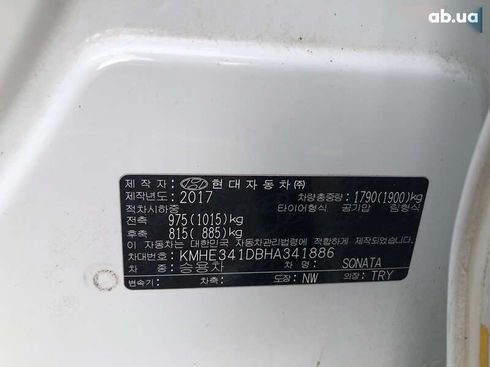 ab.ua
제 작 자 : 현대자동차㈜
제작년도: 2017 차량총중량: 1790(1900)kg
적차시하중 타이어형식 공기압 림형식
전축 975(1015)kg
후축 815( 885)kg
이 자동차는 대한민국 자동차관리법령에 적합하게 제작되었음
차대번호: KMHE341DBHA341886
차 종 : 승용차 차 명 : SONATA
변속기: 차축: 도장: NW 의장: TRY